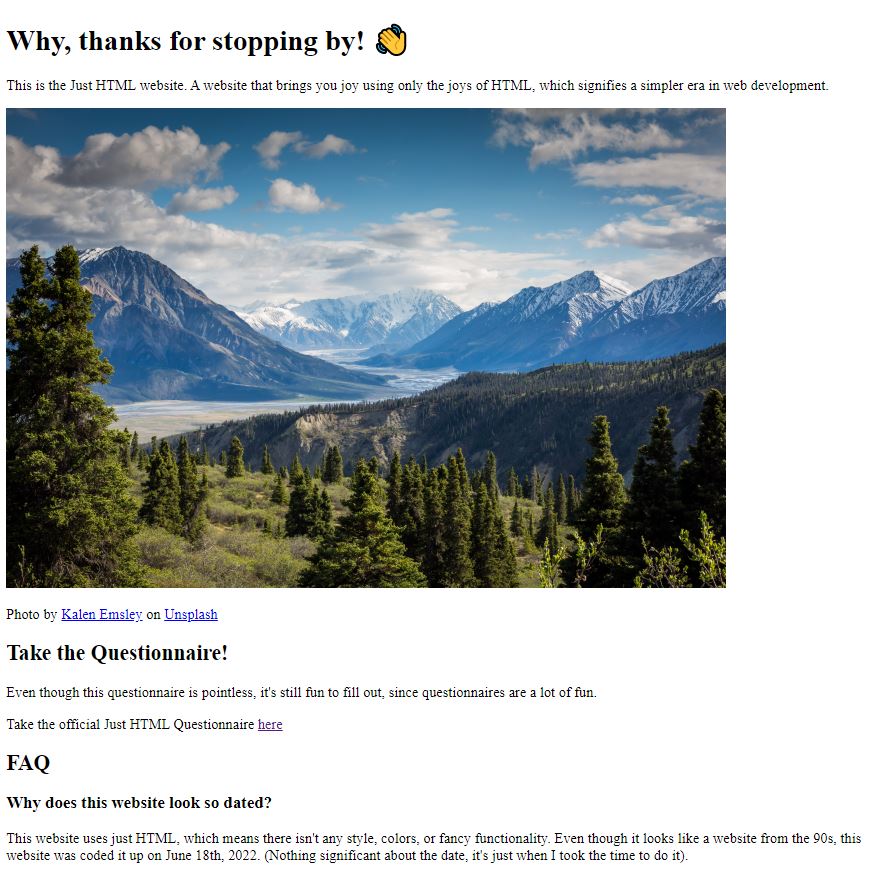 Why, thanks for stopping by! 👋
This is the Just HTML website. A website that brings you joy using only the joys of HTML, which signifies a simpler era in web development.
Photo by Kalen Emsley on Unsplash
Take the Questionnaire!
Even though this questionnaire is pointless, it's still fun to fill out, since questionnaires are a lot of fun.
Take the official Just HTML Questionnaire here
FAQ
Why does this website look so dated?
This website uses just HTML, which means there isn't any style, colors, or fancy functionality. Even though it looks like a website from the 90s, this
website was coded it up on June 18th, 2022. (Nothing significant about the date, it's just when I took the time to do it).